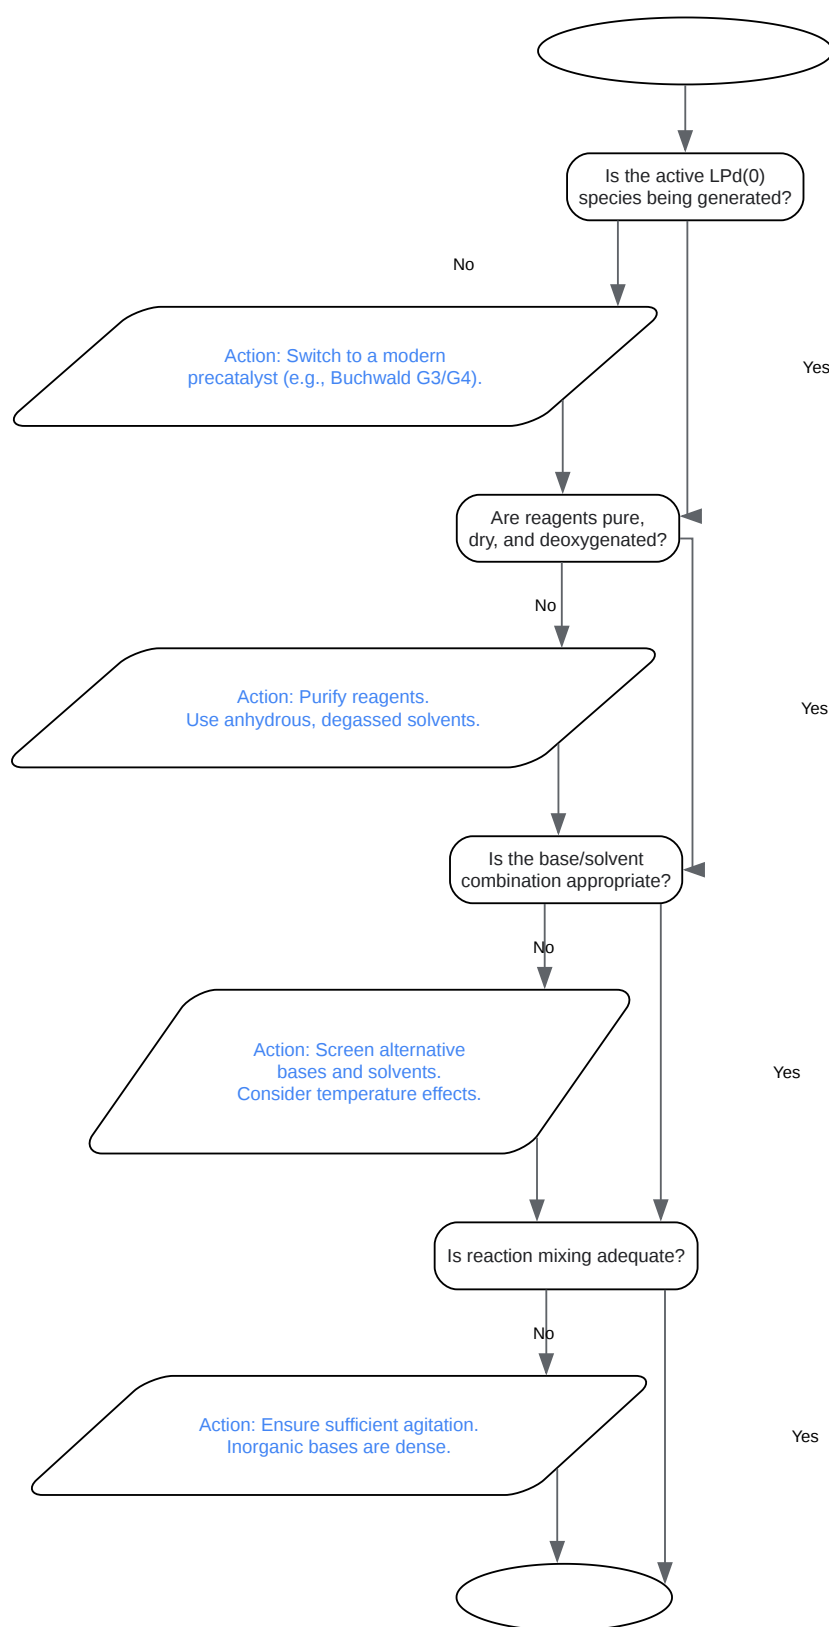 Is the active LPd(0)
species being generated?
No
Action: Switch to a modern
precatalyst (e.g., Buchwald G3/G4).
Yes
Are reagents pure,
dry, and deoxygenated?
No
Action: Purify reagents.
Use anhydrous, degassed solvents.
Yes
Is the base/solvent
combination appropriate?
No
Action: Screen alternative
bases and solvents.
Consider temperature effects.
Yes
Is reaction mixing adequate?
No
Action: Ensure sufficient agitation.
Inorganic bases are dense.
Yes